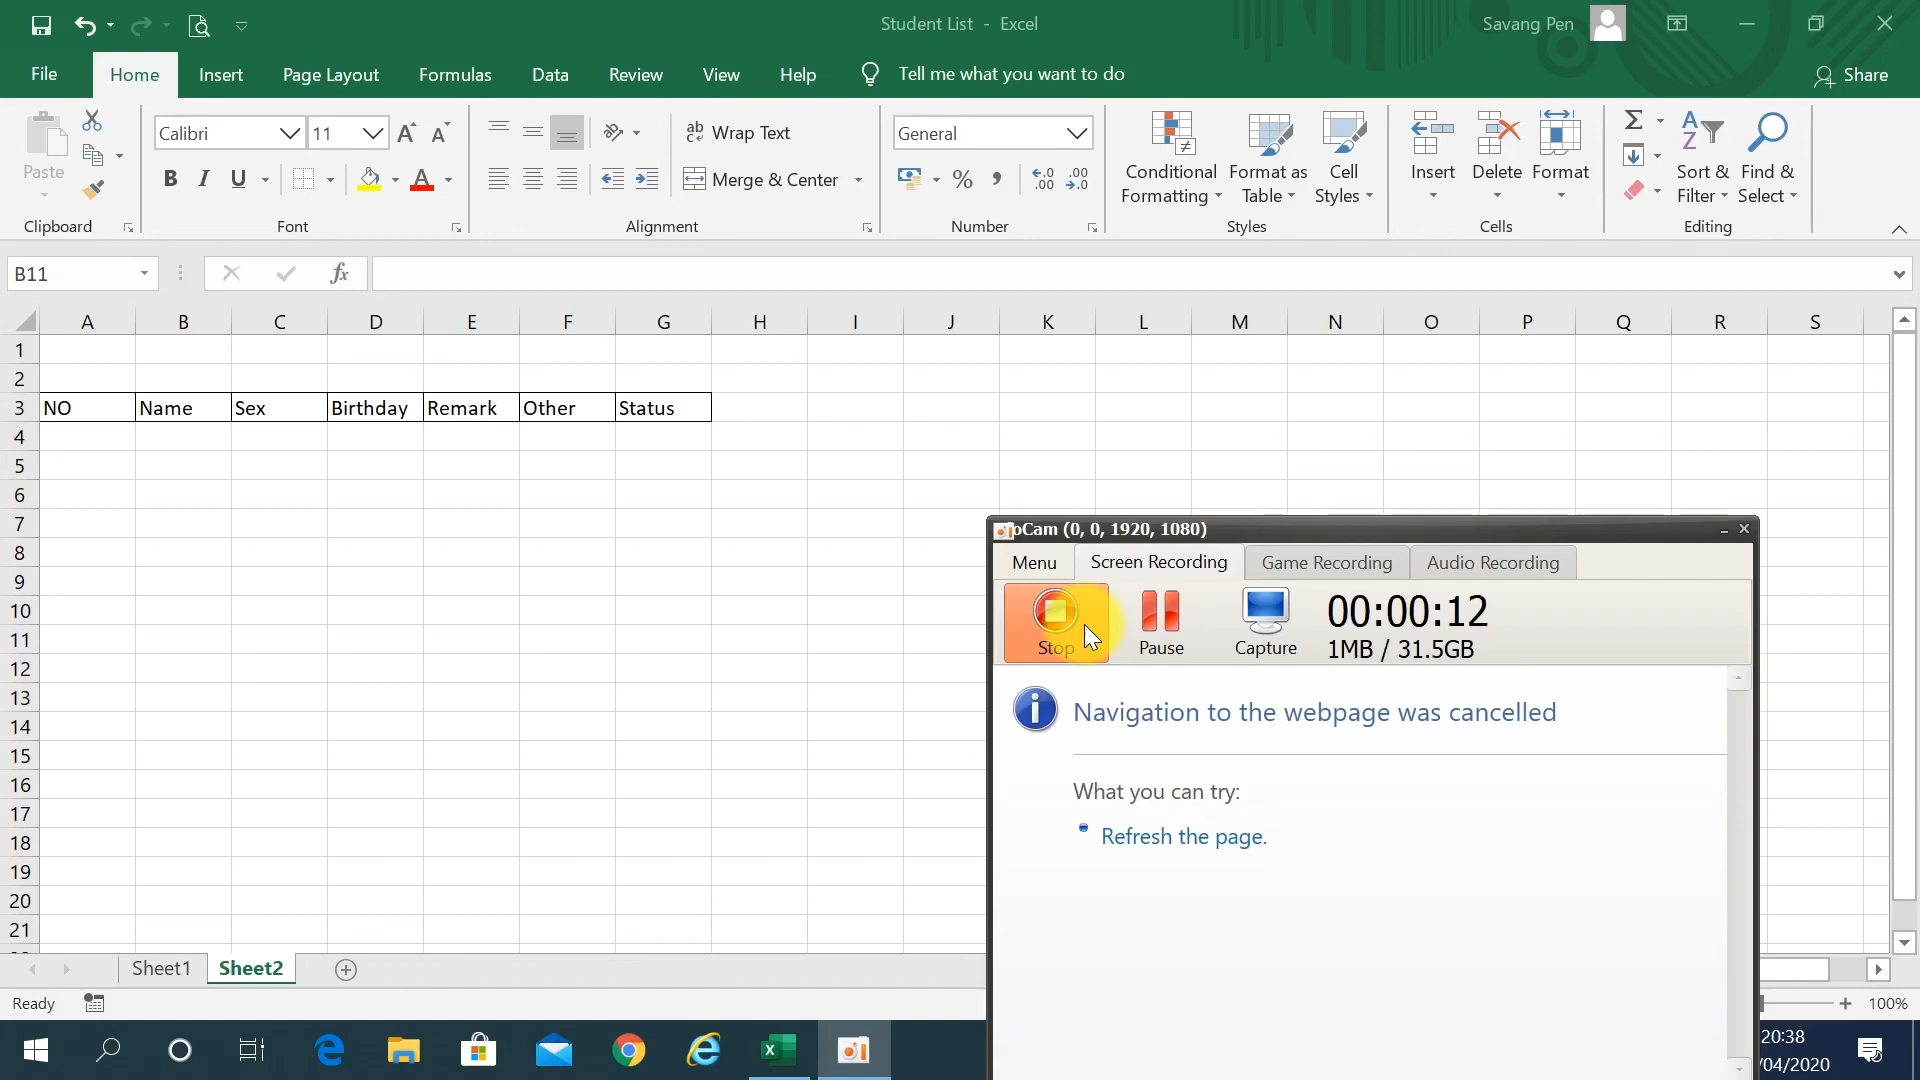 Student List - Excel
Savang Pen
File Home Insert Page Layout Formulas Data Review View Help Tell me what you want to do Share
Paste
Clipboard
Calibri 11
B I U
Font
Wrap Text
Merge & Center
Alignment
General
Number
Conditional Formatting
Format as Table
Cell Styles
Styles
Insert
Delete
Format
Cells
Sort & Filter
Find & Select
Editing
B11
fx
A B C D E F G H I J K L M N O P Q R S
1
2
3 NO Name Sex Birthday Remark Other Status
4
5
6
7
8
9
10
11
12
13
14
15
16
17
18
19
20
21
oCam (0, 0, 1920, 1080)
Menu Screen Recording Game Recording Audio Recording
Stop Pause Capture
00:00:12
1MB / 31.5GB
Navigation to the webpage was cancelled
What you can try:
Refresh the page.
Sheet1 Sheet2
Ready
100%
20:38
/04/2020